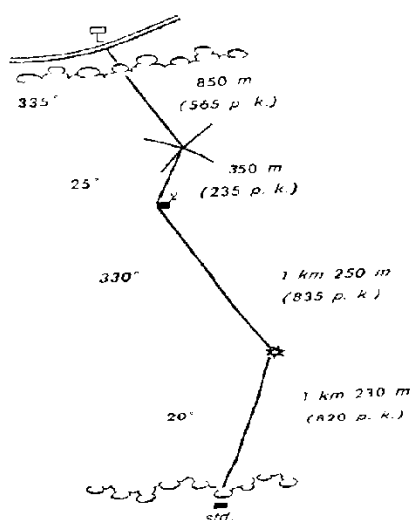 335°
850 m
(565 p. k.)
25°
350 m
(235 p. k.)
330°
1 km 250 m
(835 p. k.)
20°
1 km 230 m
(820 p. k.)
std.